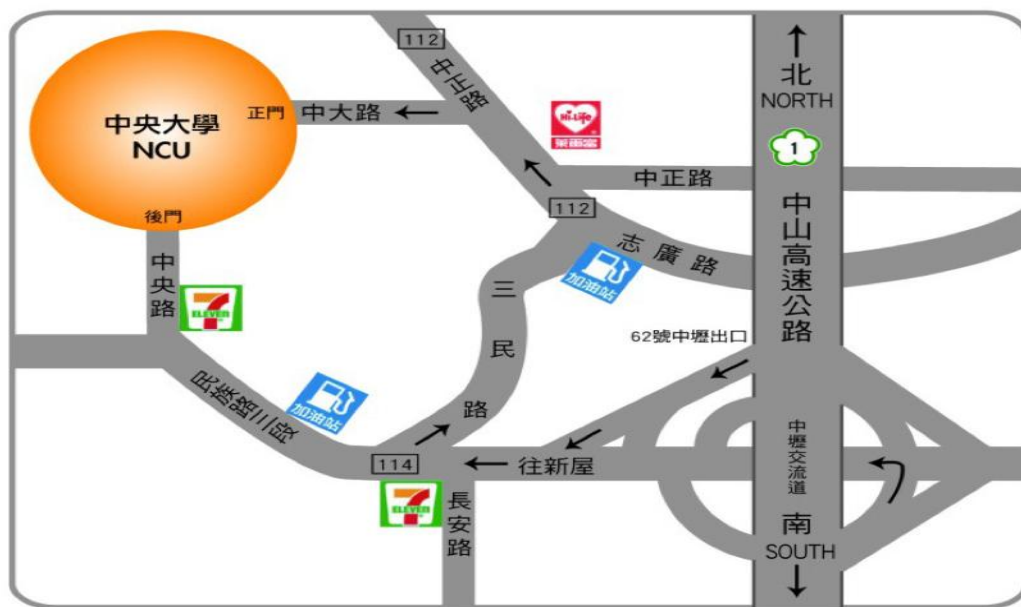 112
北
NORTH
中正路
正門
中大路
Hi-Life
萊爾富
中央大學
NCU
1
中正路
112
後門
志廣路
中山高速公路
加油站
中央路
三民路
7
ELEVEN
62號中壢出口
加油站
民族路三段
中壢交流道
114
往新屋
7
ELEVEN
長安路
南
SOUTH